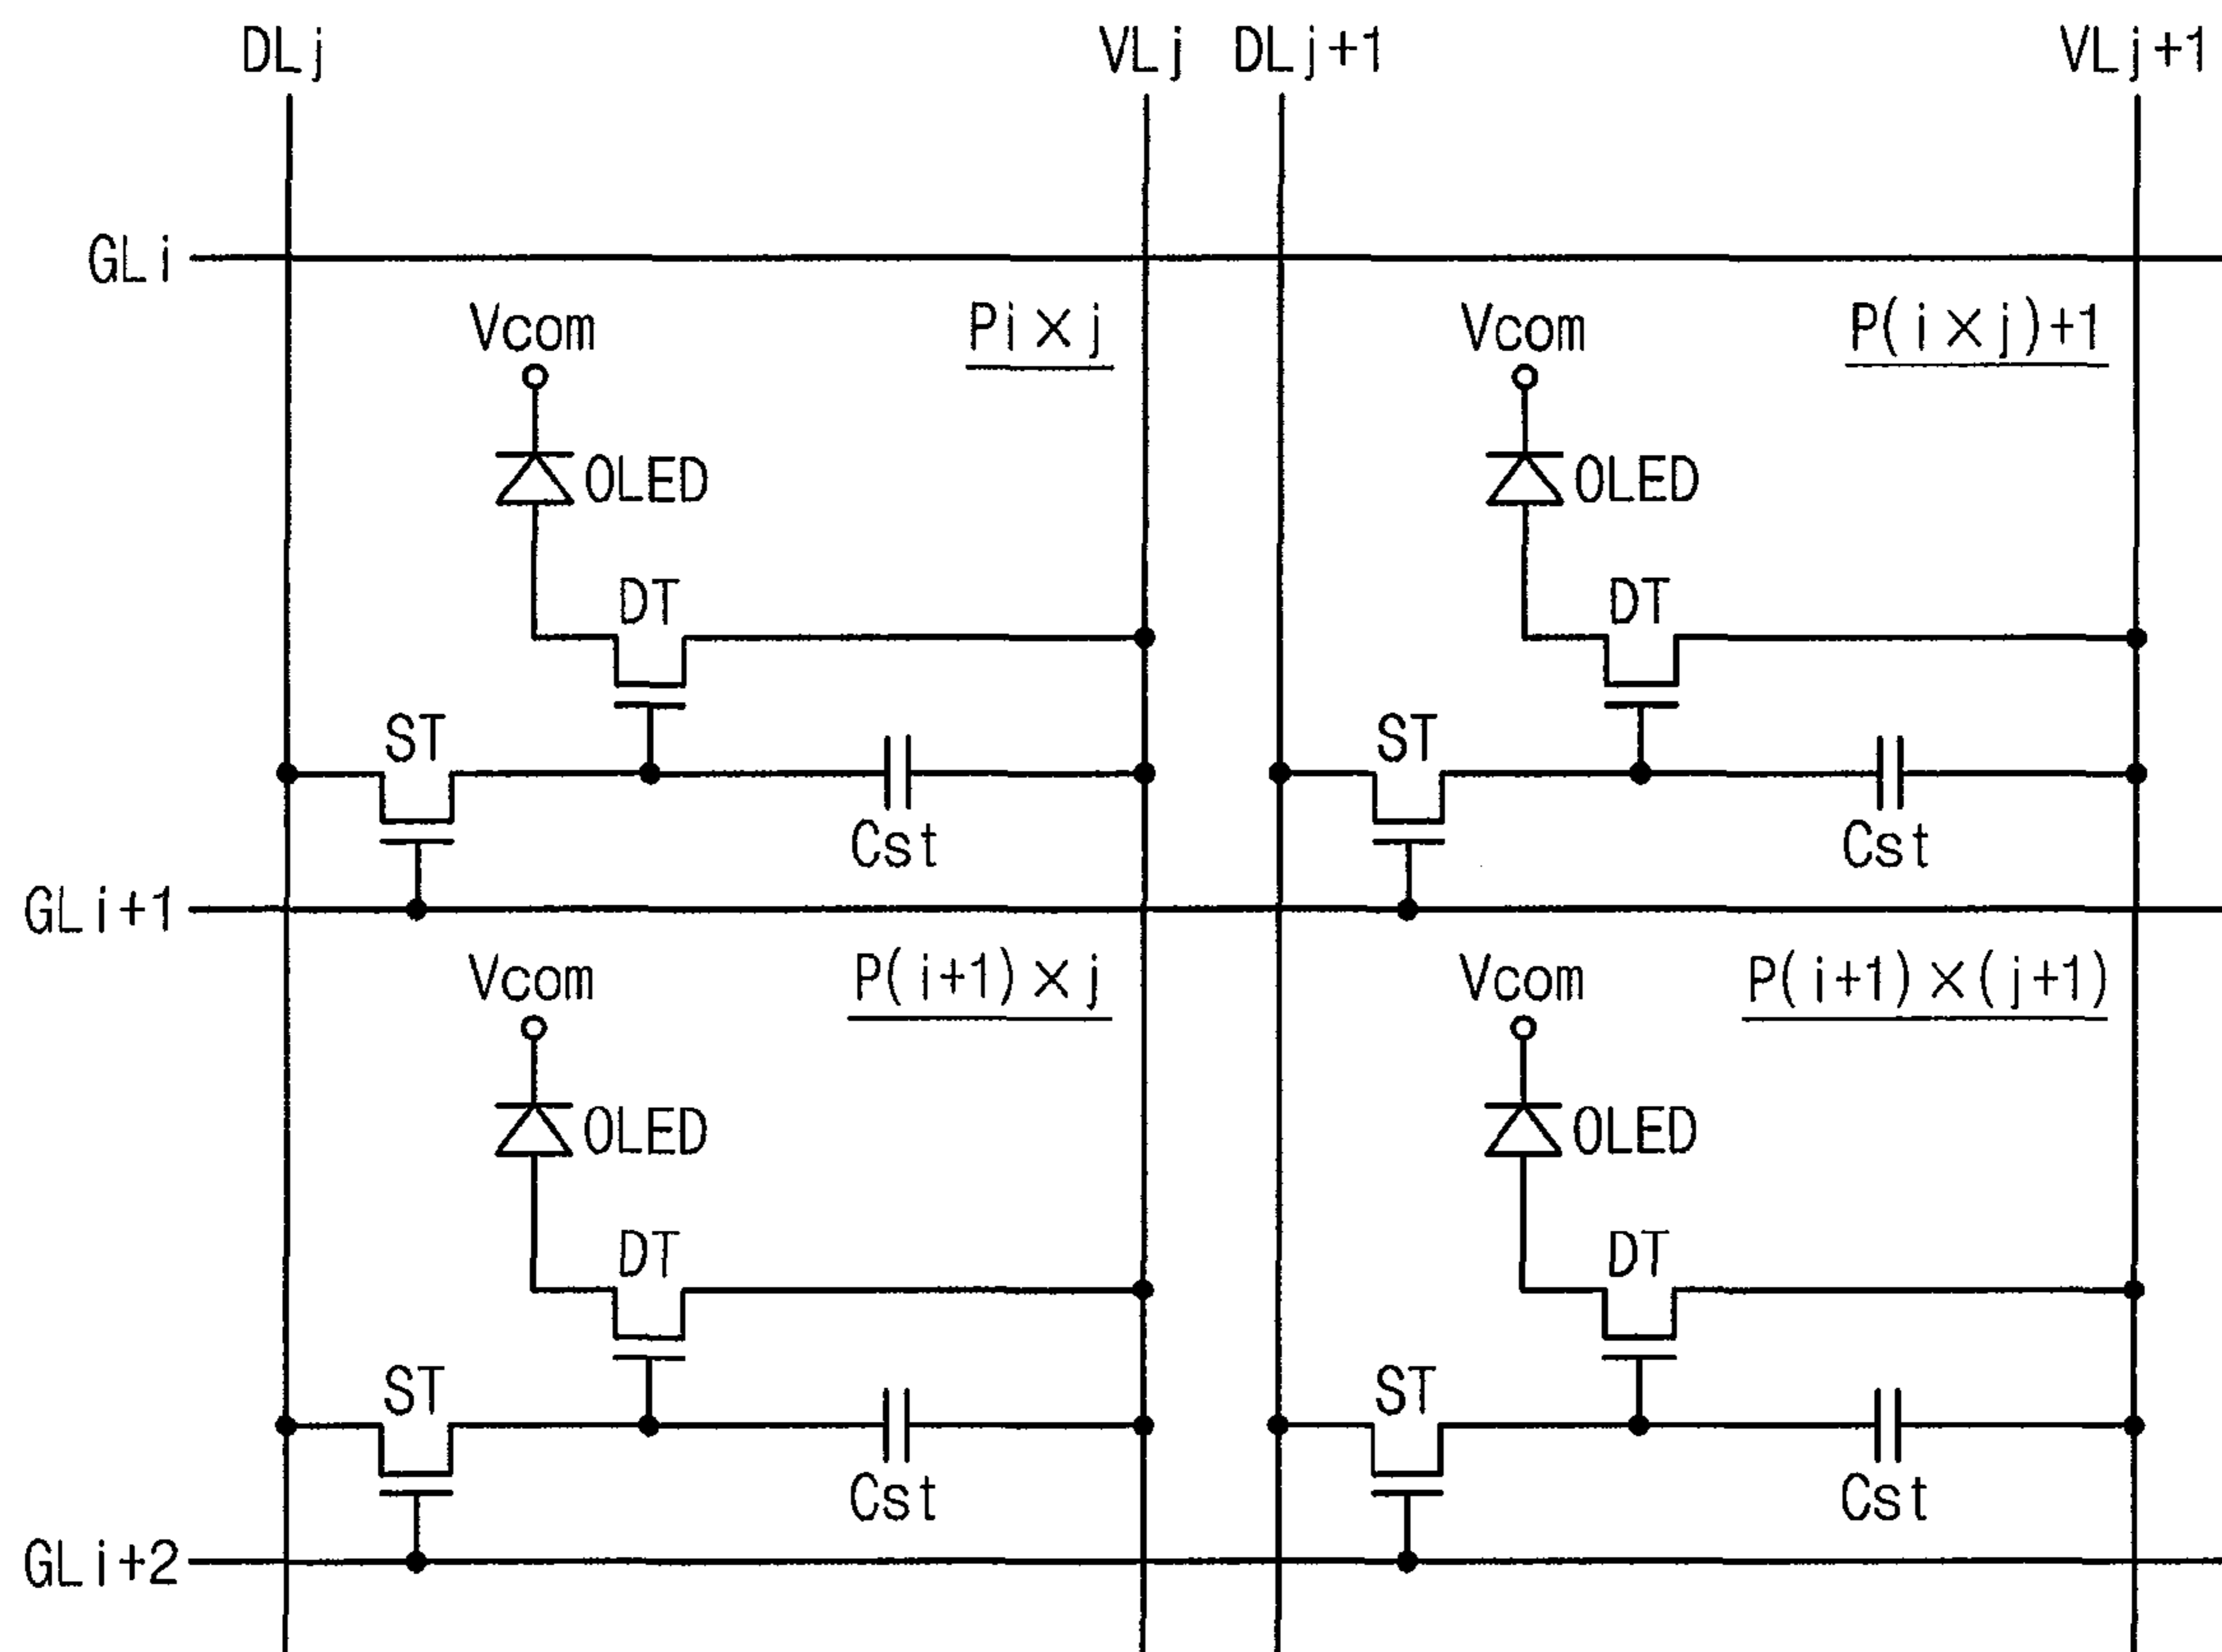 DLj VLj DLj+1 VLj+1
GLi
Vcom Pi×j Vcom P(i×j)+1
OLED OLED
DT DT
ST ST
Cst Cst
GLi+1
Vcom P(i+1)×j Vcom P(i+1)×(j+1)
OLED OLED
DT DT
ST ST
Cst Cst
GLi+2